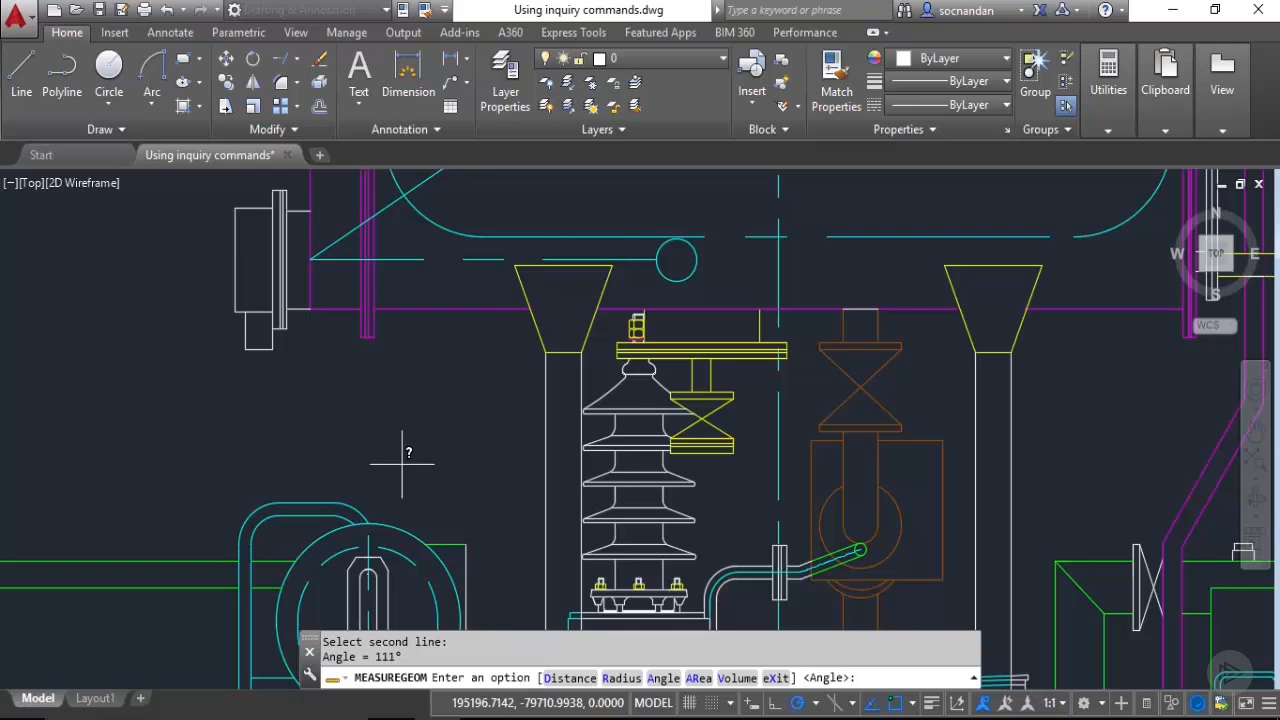 Drafting & Annotation
Using inquiry commands.dwg
Type a keyword or phrase
socnandan
Home Insert Annotate Parametric View Manage Output Add-ins A360 Express Tools Featured Apps BIM 360 Performance
Line Polyline Circle Arc
Text Dimension
Layer Properties
0
Insert
Match Properties
ByLayer
ByLayer
ByLayer
Group
Utilities
Clipboard
View
Draw Modify Annotation Layers Block Properties Groups
Start
Using inquiry commands*
[−][Top][2D Wireframe]
N
W TOP E
S
WCS
?
Select second line:
Angle = 111°
MEASUREGEOM Enter an option [Distance Radius Angle ARea Volume eXit] <Angle>:
Model Layout1
195196.7142, -79710.9938, 0.0000 MODEL
1:1